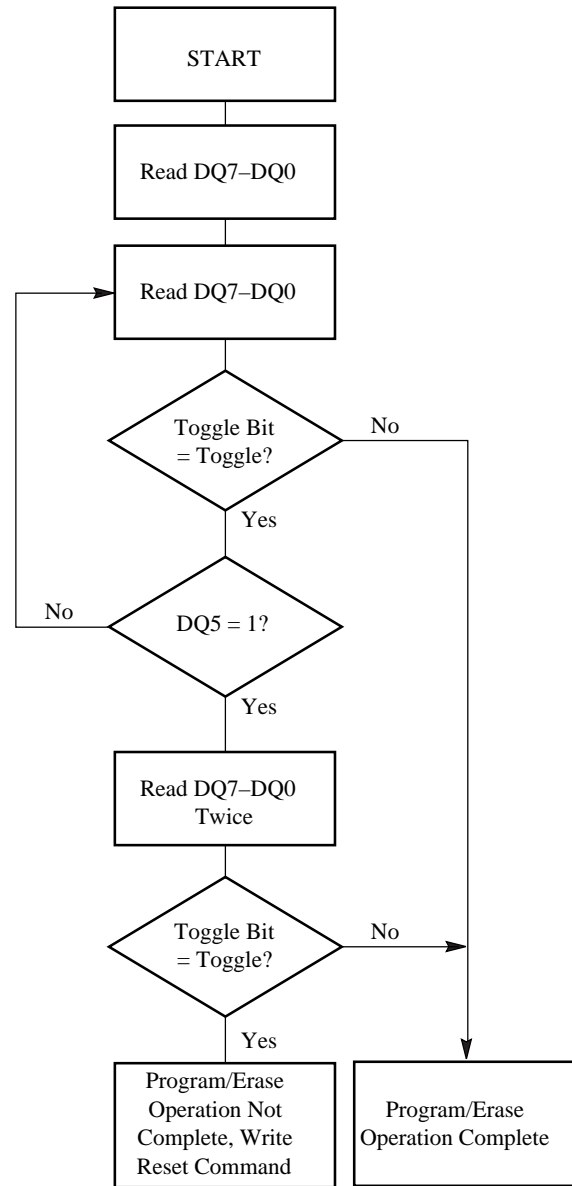 START
Read DQ7–DQ0
Read DQ7–DQ0
Toggle Bit
= Toggle?
No
Yes
DQ5 = 1?
No
Yes
Read DQ7–DQ0
Twice
Toggle Bit
= Toggle?
No
Yes
Program/Erase
Operation Not
Complete, Write
Reset Command
Program/Erase
Operation Complete